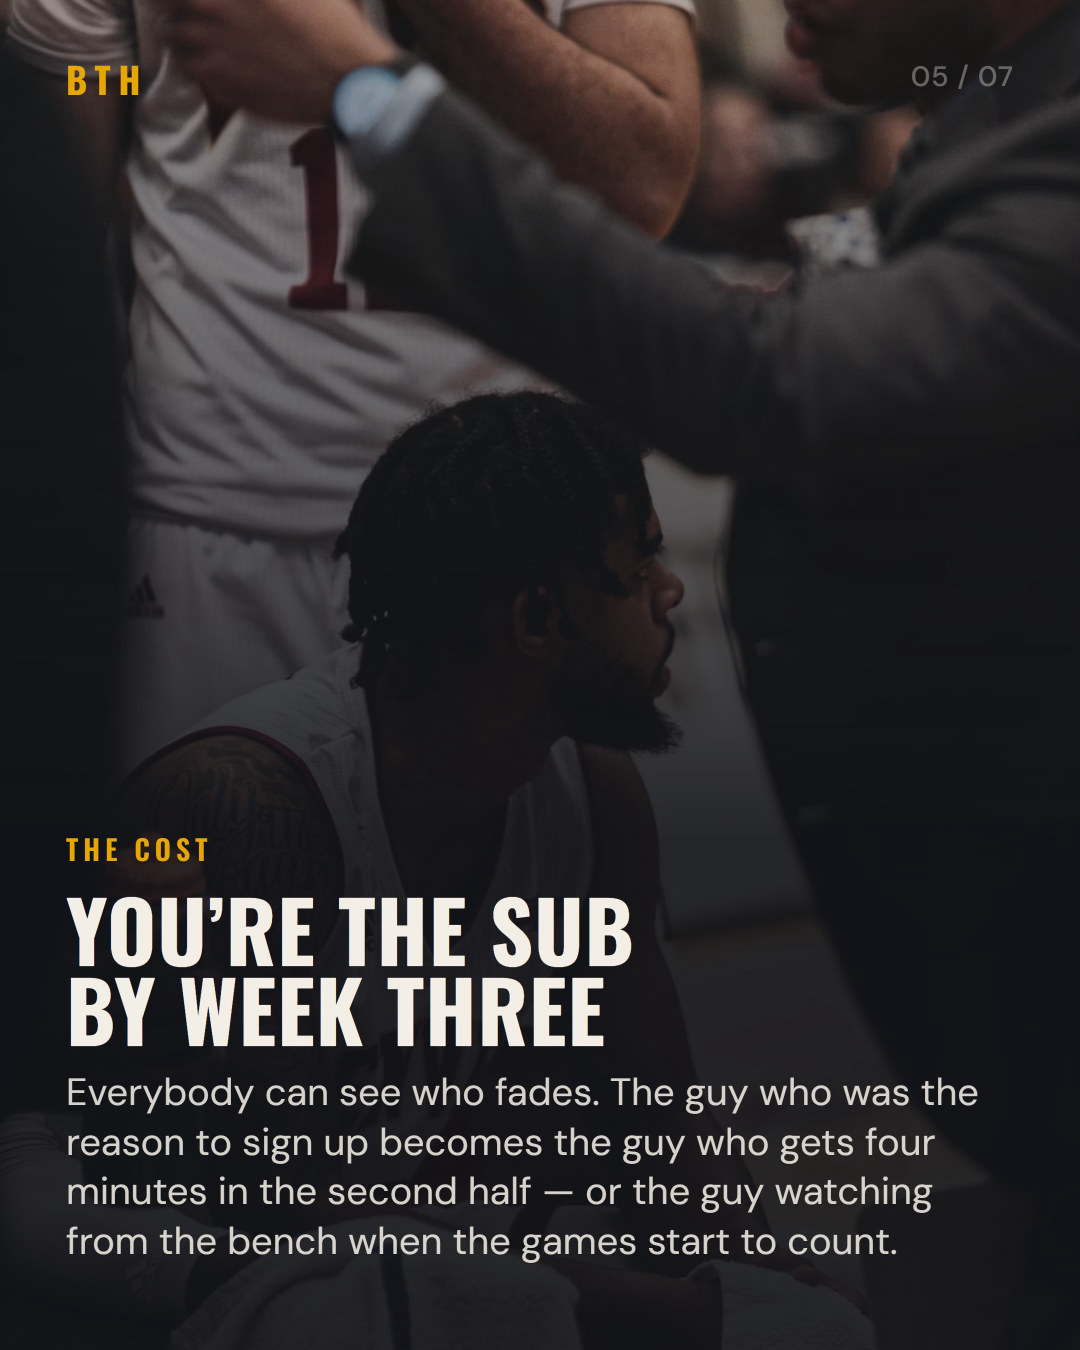 BTH
05 / 07
1
THE COST
YOU’RE THE SUB
BY WEEK THREE
Everybody can see who fades. The guy who was the
reason to sign up becomes the guy who gets four
minutes in the second half — or the guy watching
from the bench when the games start to count.